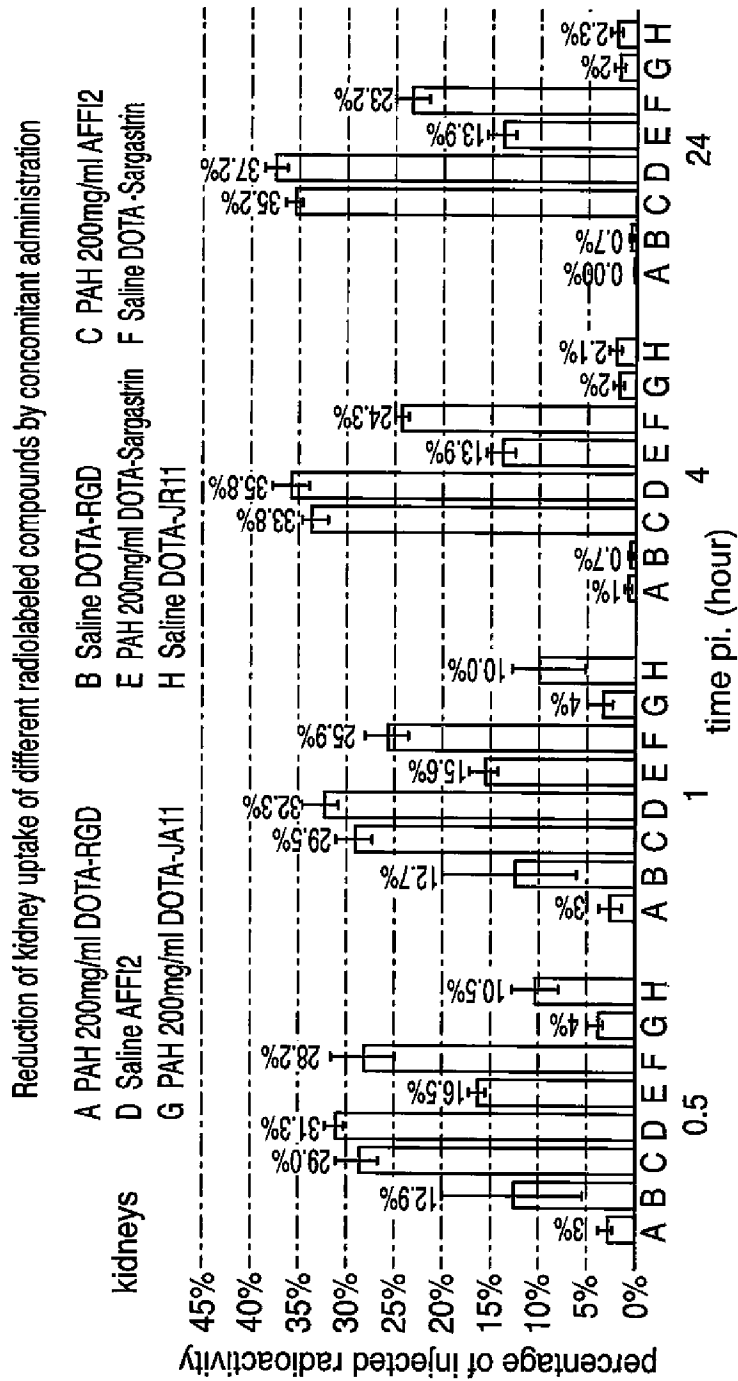 Reduction of kidney uptake of different radiolabeled compounds by concomitant administration
kidneys
A PAH 200mg/ml DOTA-RGD
B Saline DOTA-RGD
C PAH 200mg/ml AFFI2
D Saline AFFI2
E PAH 200mg/ml DOTA-Sargastrin
F Saline DOTA-Sargastrin
G PAH 200mg/ml DOTA-JA11
H Saline DOTA-JR11
percentage of injected radioactivity
45%
40%
35%
30%
25%
20%
15%
10%
5%
0%
3%
12.9%
29.0%
31.3%
16.5%
28.2%
4%
10.5%
3%
12.7%
29.5%
32.3%
15.6%
25.9%
4%
10.0%
1%
0.7%
33.8%
35.8%
13.9%
24.3%
2%
2.1%
0.00%
0.7%
35.2%
37.2%
13.9%
23.2%
2%
2.3%
A B C D E F G H
A B C D E F G H
A B C D E F G H
A B C D E F G H
0.5 1 4 24
time pi. (hour)